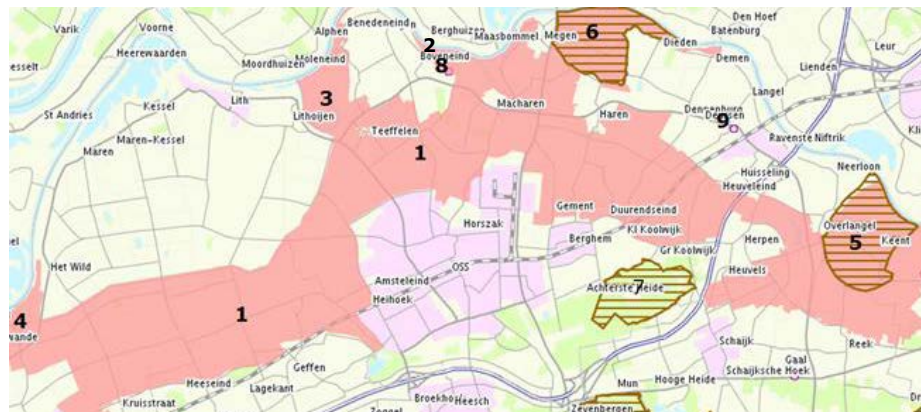 Varik
Voorne
Heerewaarden
Alphen
Benedeneind
Moleneind
Moordhuizen
Berghuizen
2
Boveneind
8
Maasbommel
Megen
6
Dieden
Den Hoef
Batenburg
Demen
Leur
Lienden
Langel
St Andries
Kessel
Lith
3
Lithoijen
Macharen
Haren
Teeffelen
Dennenburg
9
Ravenste Niftrik
Maren-Kessel
Maren
1
Huisseling
Heuveleind
Neerloon
Horszak
Gement
Duurendseind
Kl Koolwijk
Overlangel
5
Keent
Berghem
Herpen
Gr Koolwijk
Het Wild
OSS
Amsteleind
Heuvels
Achterste Heide
7
4
wande
1
Heihoek
Schaijk
Reek
Geffen
Gaal
Schaijksche Hoek
Heeseind
Lagekant
Kruisstraat
Mun
Hooge Heide
Heesch
Zevenbergen